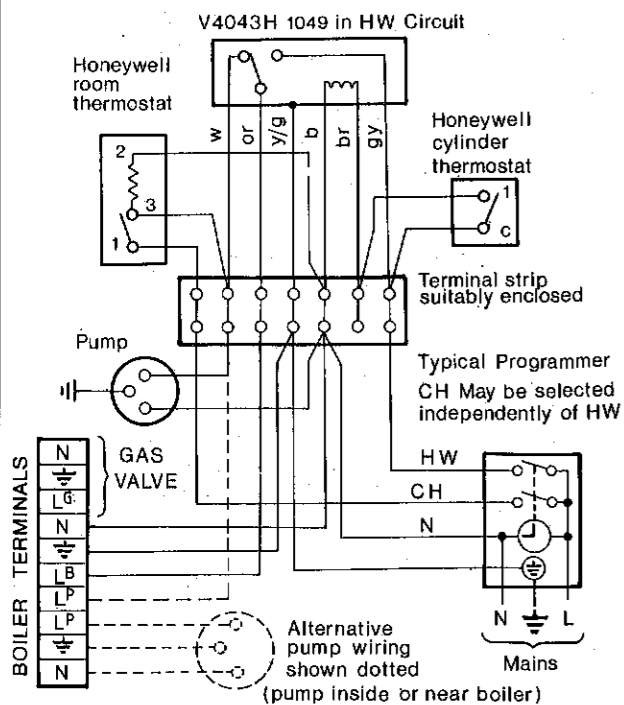 V4043H 1049 in HW Circuit
Honeywell
room
thermostat
w
or
y/g
b
br
gy
Honeywell
cylinder
thermostat
2
3
1
1
c
Terminal strip
suitably enclosed
Pump
Typical Programmer
CH May be selected
independently of HW
BOILER TERMINALS
N
LG
N
LB
LP
LP
N
GAS
VALVE
HW
CH
N
N
L
Mains
Alternative
pump wiring
shown dotted
(pump inside or near boiler)